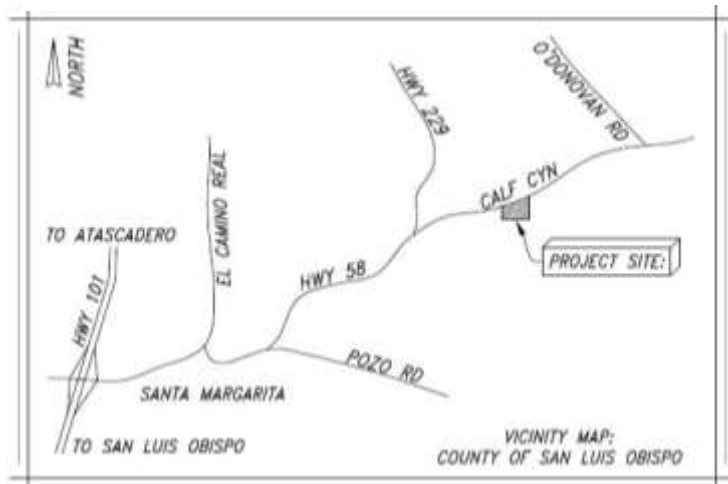 NORTH
HWY 229
O'DONOVAN RD
EL CAMINO REAL
CALF CYN
TO ATASCADERO
PROJECT SITE:
HWY 101
HWY 58
POZO RD
SANTA MARGARITA
TO SAN LUIS OBISPO
VICINITY MAP:
COUNTY OF SAN LUIS OBISPO